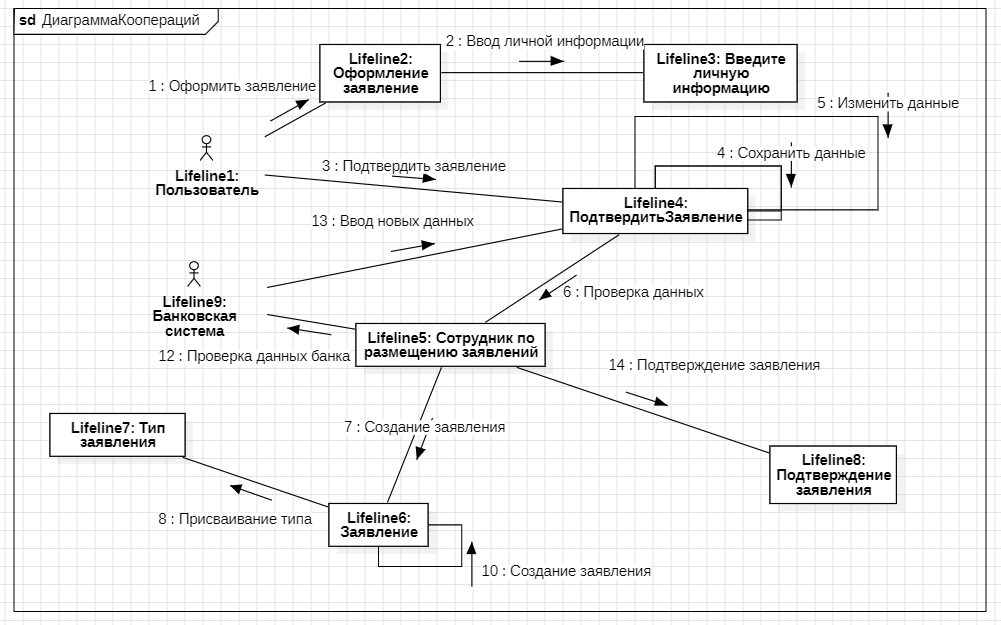 sd ДиаграммаКоопераций
2 : Ввод личной информации
Lifeline2:
Оформление
заявление
Lifeline3: Введите
личную
информацию
1 : Оформить заявление
5 : Изменить данные
4 : Сохранить данные
3 : Подтвердить заявление
Lifeline1:
Пользователь
Lifeline4:
ПодтвердитьЗаявление
13 : Ввод новых данных
6 : Проверка данных
Lifeline9:
Банковская
система
Lifeline5: Сотрудник по
размещению заявлений
12 : Проверка данных банка
14 : Подтверждение заявления
7 : Создание заявления
Lifeline7: Тип
заявления
Lifeline8:
Подтверждение
заявления
8 : Присваивание типа
Lifeline6:
Заявление
10 : Создание заявления